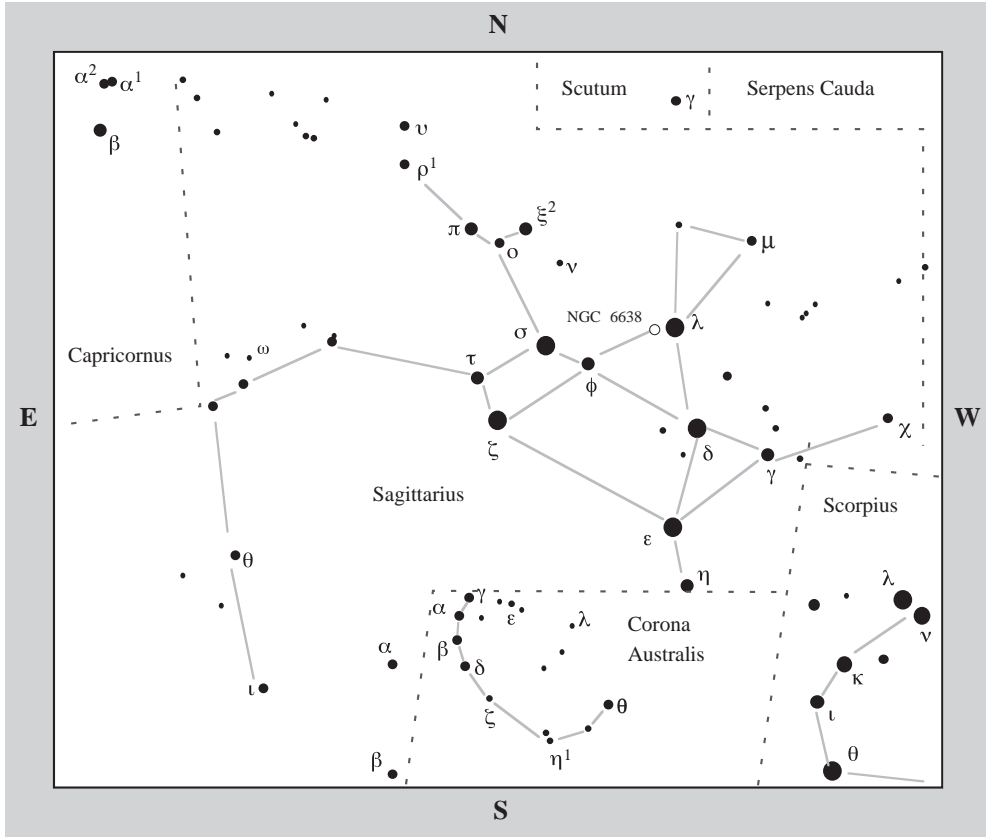 N
α² α¹
Scutum
γ
Serpens Cauda
β
υ
ρ¹
π
ξ²
ο
ν
μ
NGC 6638
λ
σ
Capricornus
ω
τ
φ
E
W
ζ
δ
χ
γ
Sagittarius
Scorpius
ε
θ
η
λ
γ
α
ε
λ
Corona
Australis
ν
β
α
δ
κ
ι
ζ
θ
ι
η¹
θ
β
S